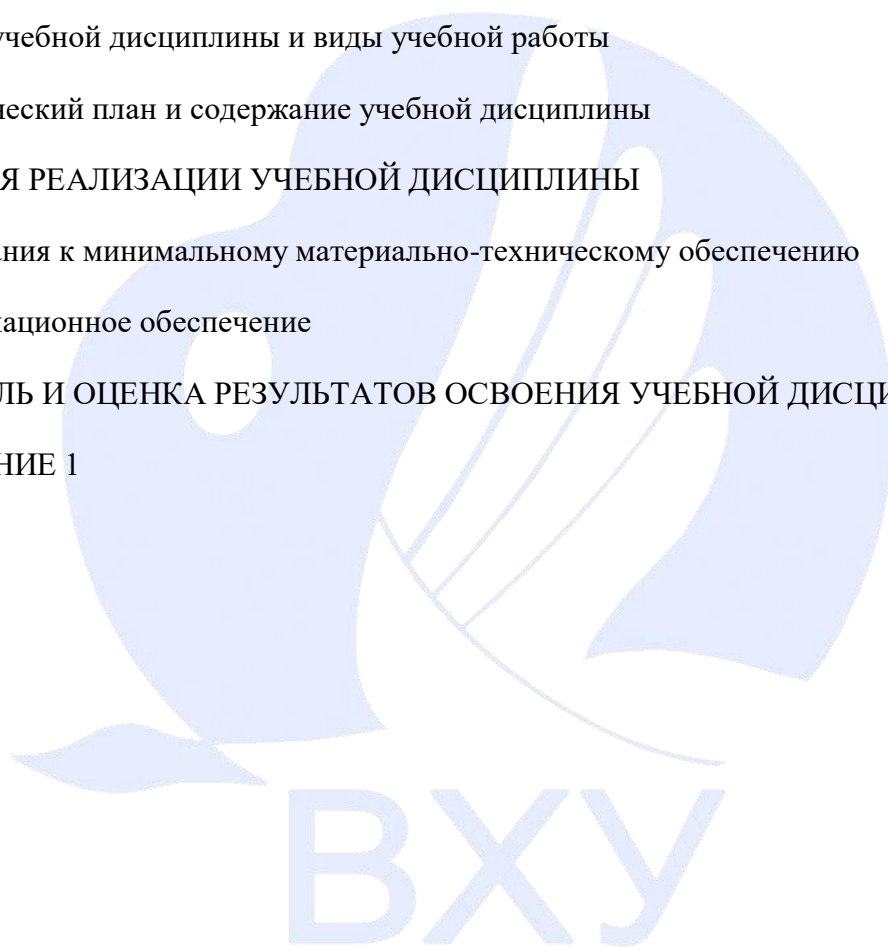 учебной дисциплины и виды учебной работы
ческий план и содержание учебной дисциплины
Я РЕАЛИЗАЦИИ УЧЕБНОЙ ДИСЦИПЛИНЫ
ания к минимальному материально-техническому обеспечению
ационное обеспечение
ЛЬ И ОЦЕНКА РЕЗУЛЬТАТОВ ОСВОЕНИЯ УЧЕБНОЙ ДИСЦИ
НИЕ 1
ВХУ